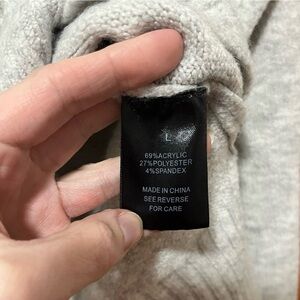 L
69%ACRYLIC
27%POLYESTER
4%SPANDEX
MADE IN CHINA
SEE REVERSE
FOR CARE